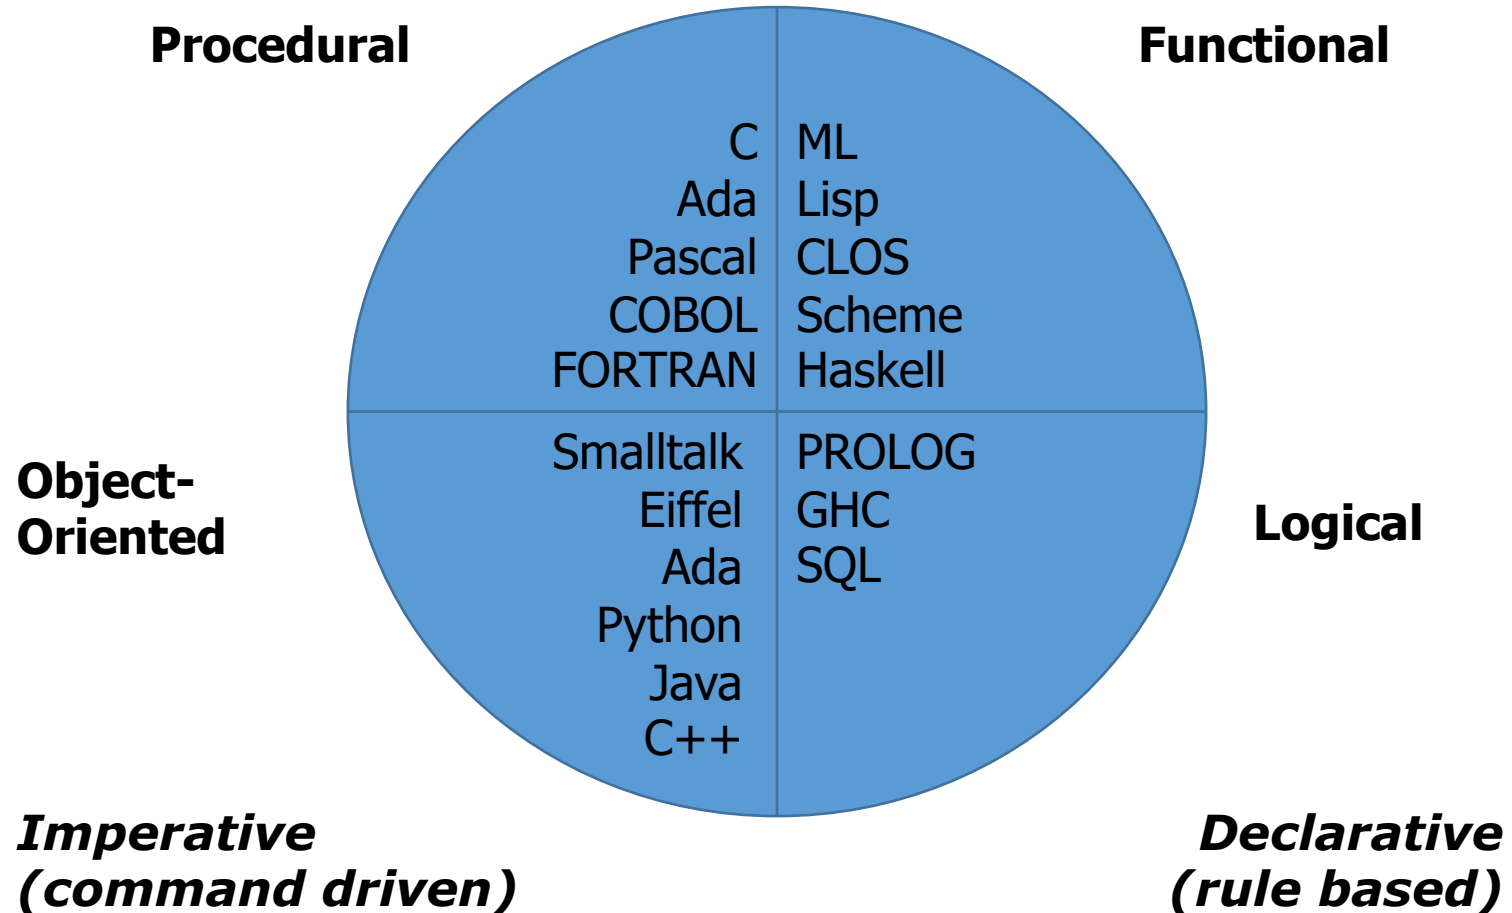 Procedural
Functional
C
Ada
Pascal
COBOL
FORTRAN
ML
Lisp
CLOS
Scheme
Haskell
Object-
Oriented
Smalltalk
Eiffel
Ada
Python
Java
C++
PROLOG
GHC
SQL
Logical
Imperative
(command driven)
Declarative
(rule based)